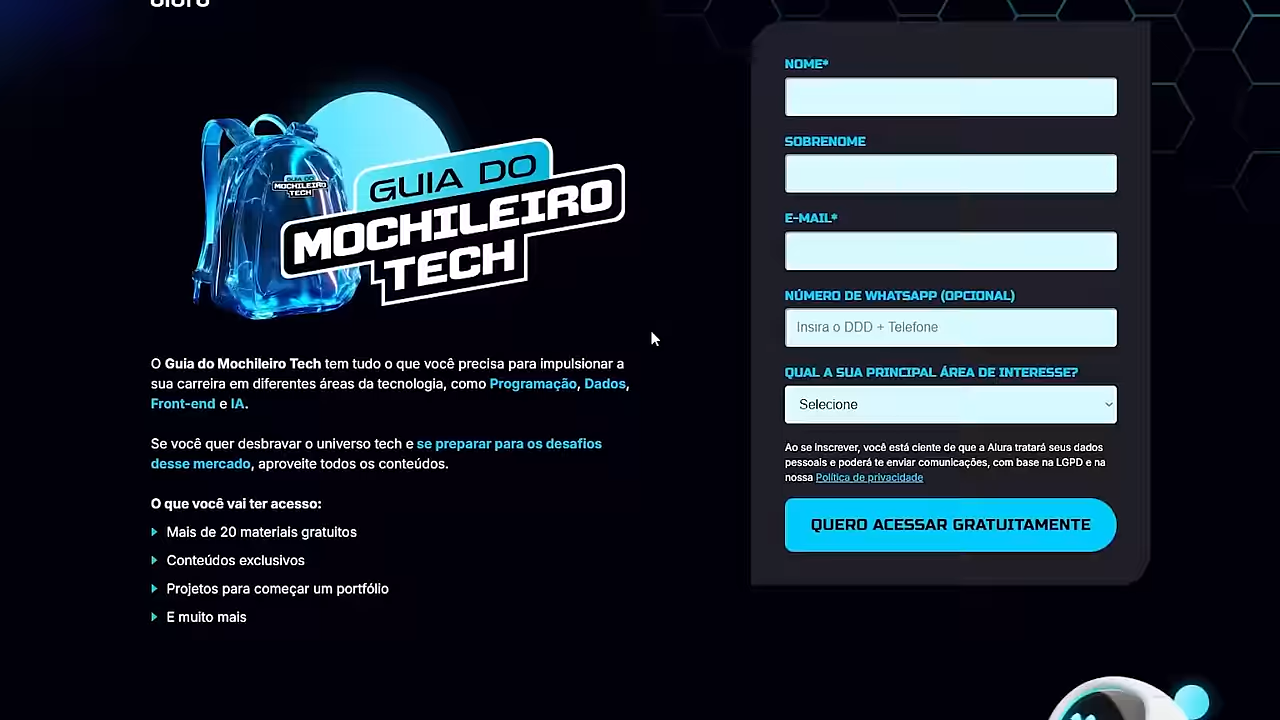 GUIA DO
MOCHILEIRO
TECH
GUIA DO
MOCHILEIRO
TECH
O Guia do Mochileiro Tech tem tudo o que você precisa para impulsionar a
sua carreira em diferentes áreas da tecnologia, como Programação, Dados,
Front-end e IA.
Se você quer desbravar o universo tech e se preparar para os desafios
desse mercado, aproveite todos os conteúdos.
O que você vai ter acesso:
Mais de 20 materiais gratuitos
Conteúdos exclusivos
Projetos para começar um portfólio
E muito mais
NOME*
SOBRENOME
E-MAIL*
NÚMERO DE WHATSAPP (OPCIONAL)
Insira o DDD + Telefone
QUAL A SUA PRINCIPAL ÁREA DE INTERESSE?
Selecione
Ao se inscrever, você está ciente de que a Alura tratará seus dados
pessoais e poderá te enviar comunicações, com base na LGPD e na
nossa Política de privacidade
QUERO ACESSAR GRATUITAMENTE